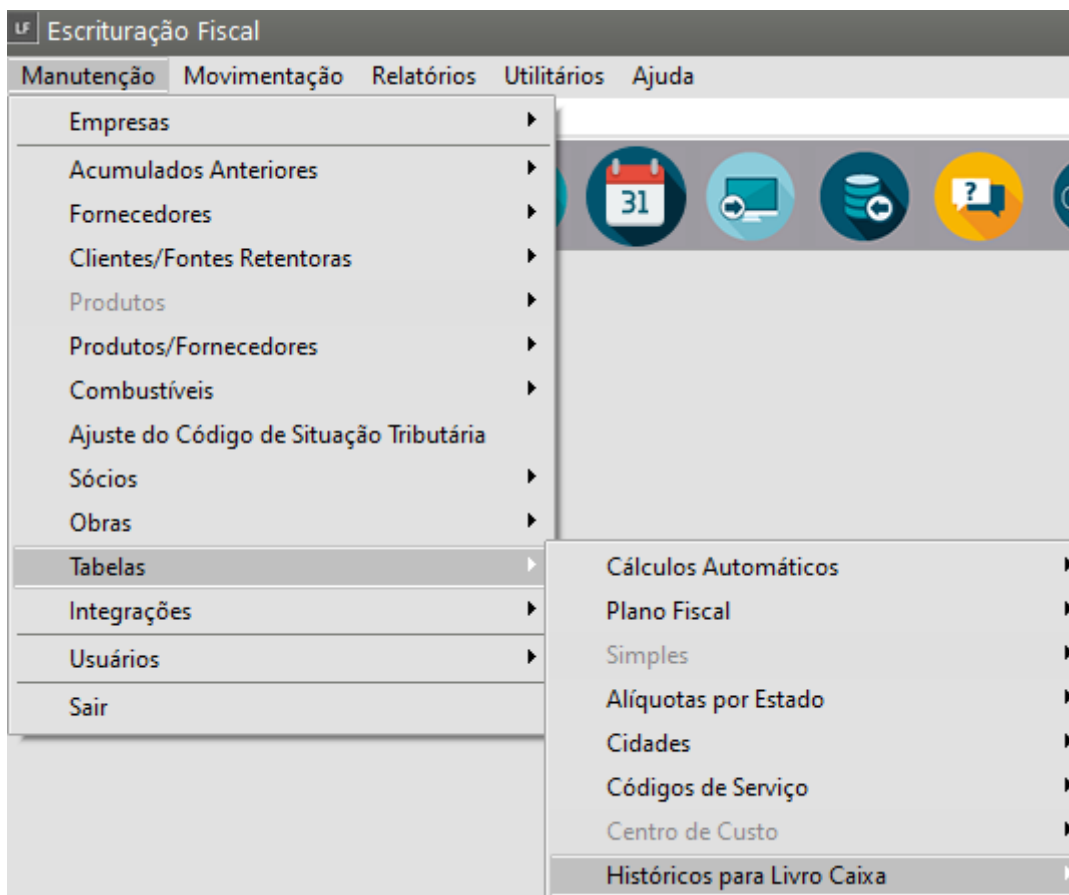 LF Escrituração Fiscal
Manutenção Movimentação Relatórios Utilitários Ajuda
Empresas
Acumulados Anteriores
Fornecedores
Clientes/Fontes Retentoras
Produtos
Produtos/Fornecedores
Combustíveis
Ajuste do Código de Situação Tributária
Sócios
Obras
Tabelas
Integrações
Usuários
Sair
31
?
Cálculos Automáticos
Plano Fiscal
Simples
Alíquotas por Estado
Cidades
Códigos de Serviço
Centro de Custo
Históricos para Livro Caixa